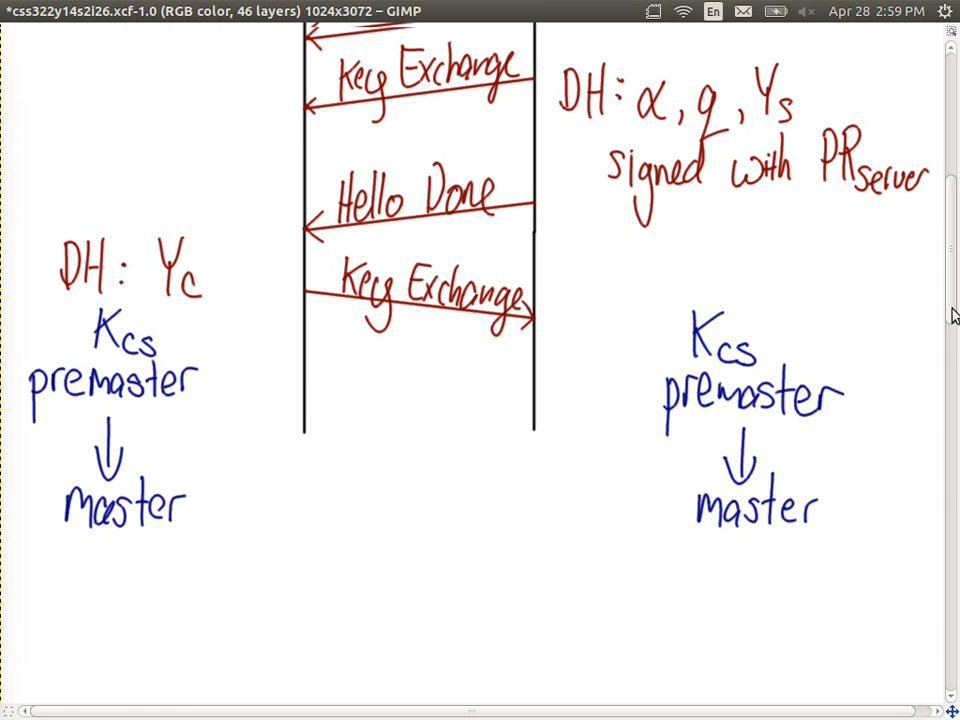 *css322y14s2i26.xcf-1.0 (RGB color, 46 layers) 1024x3072 – GIMP
En
Apr 28 2:59 PM
Key Exchange
DH: α, q, Ys
signed with PRserver
Hello Done
DH: Yc
Key Exchange
Kcs
premaster
↓
master
Kcs
premaster
↓
master